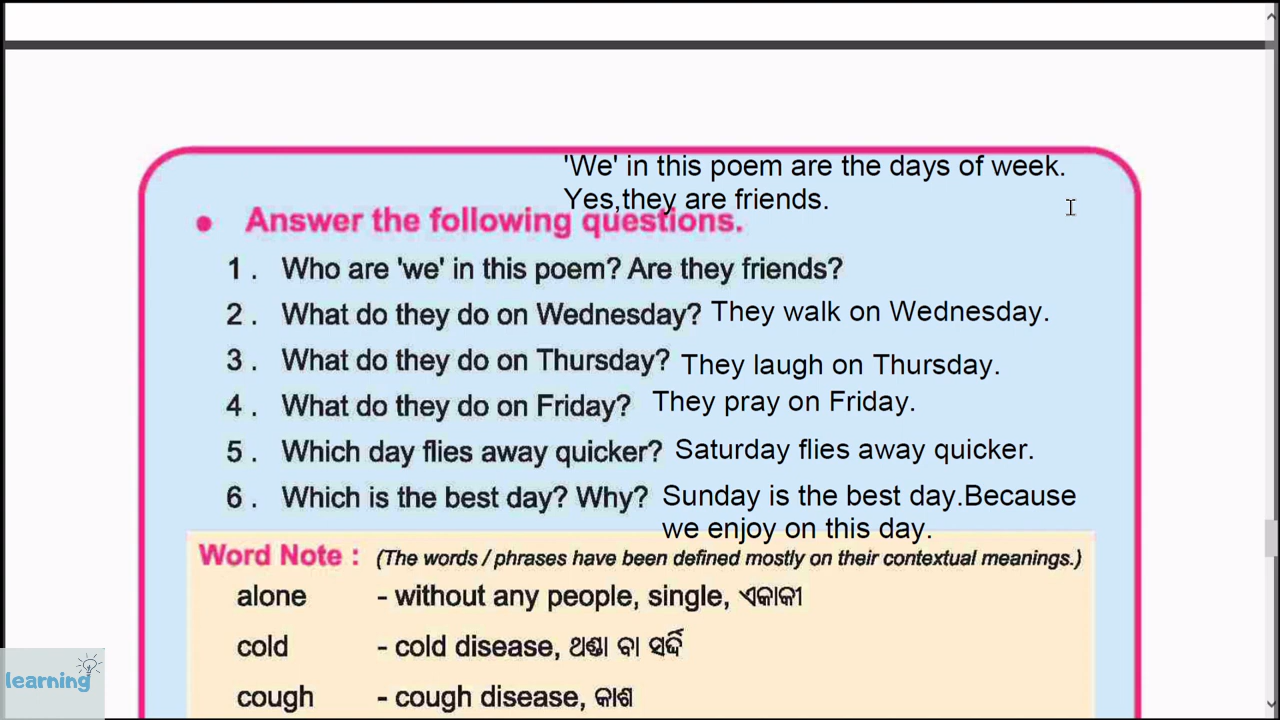 'We' in this poem are the days of week.
Yes,they are friends.
• Answer the following questions.
1 . Who are 'we' in this poem? Are they friends?
2 . What do they do on Wednesday? They walk on Wednesday.
3 . What do they do on Thursday? They laugh on Thursday.
4 . What do they do on Friday? They pray on Friday.
5 . Which day flies away quicker? Saturday flies away quicker.
6 . Which is the best day? Why? Sunday is the best day.Because
we enjoy on this day.
Word Note : (The words / phrases have been defined mostly on their contextual meanings.)
alone - without any people, single, ଏକାକୀ
cold - cold disease, ଥଣ୍ଡା ବା ସର୍ଦ୍ଦି
cough - cough disease, କାଶ
learning